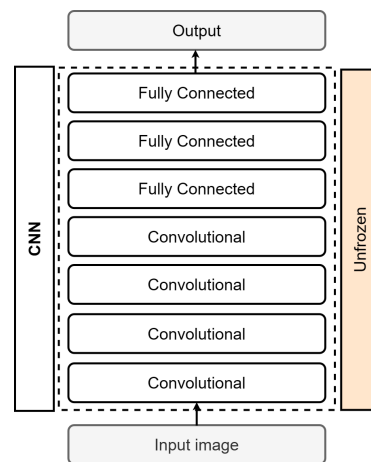 Output
CNN
Fully Connected
Fully Connected
Fully Connected
Convolutional
Convolutional
Convolutional
Convolutional
Unfrozen
Input image